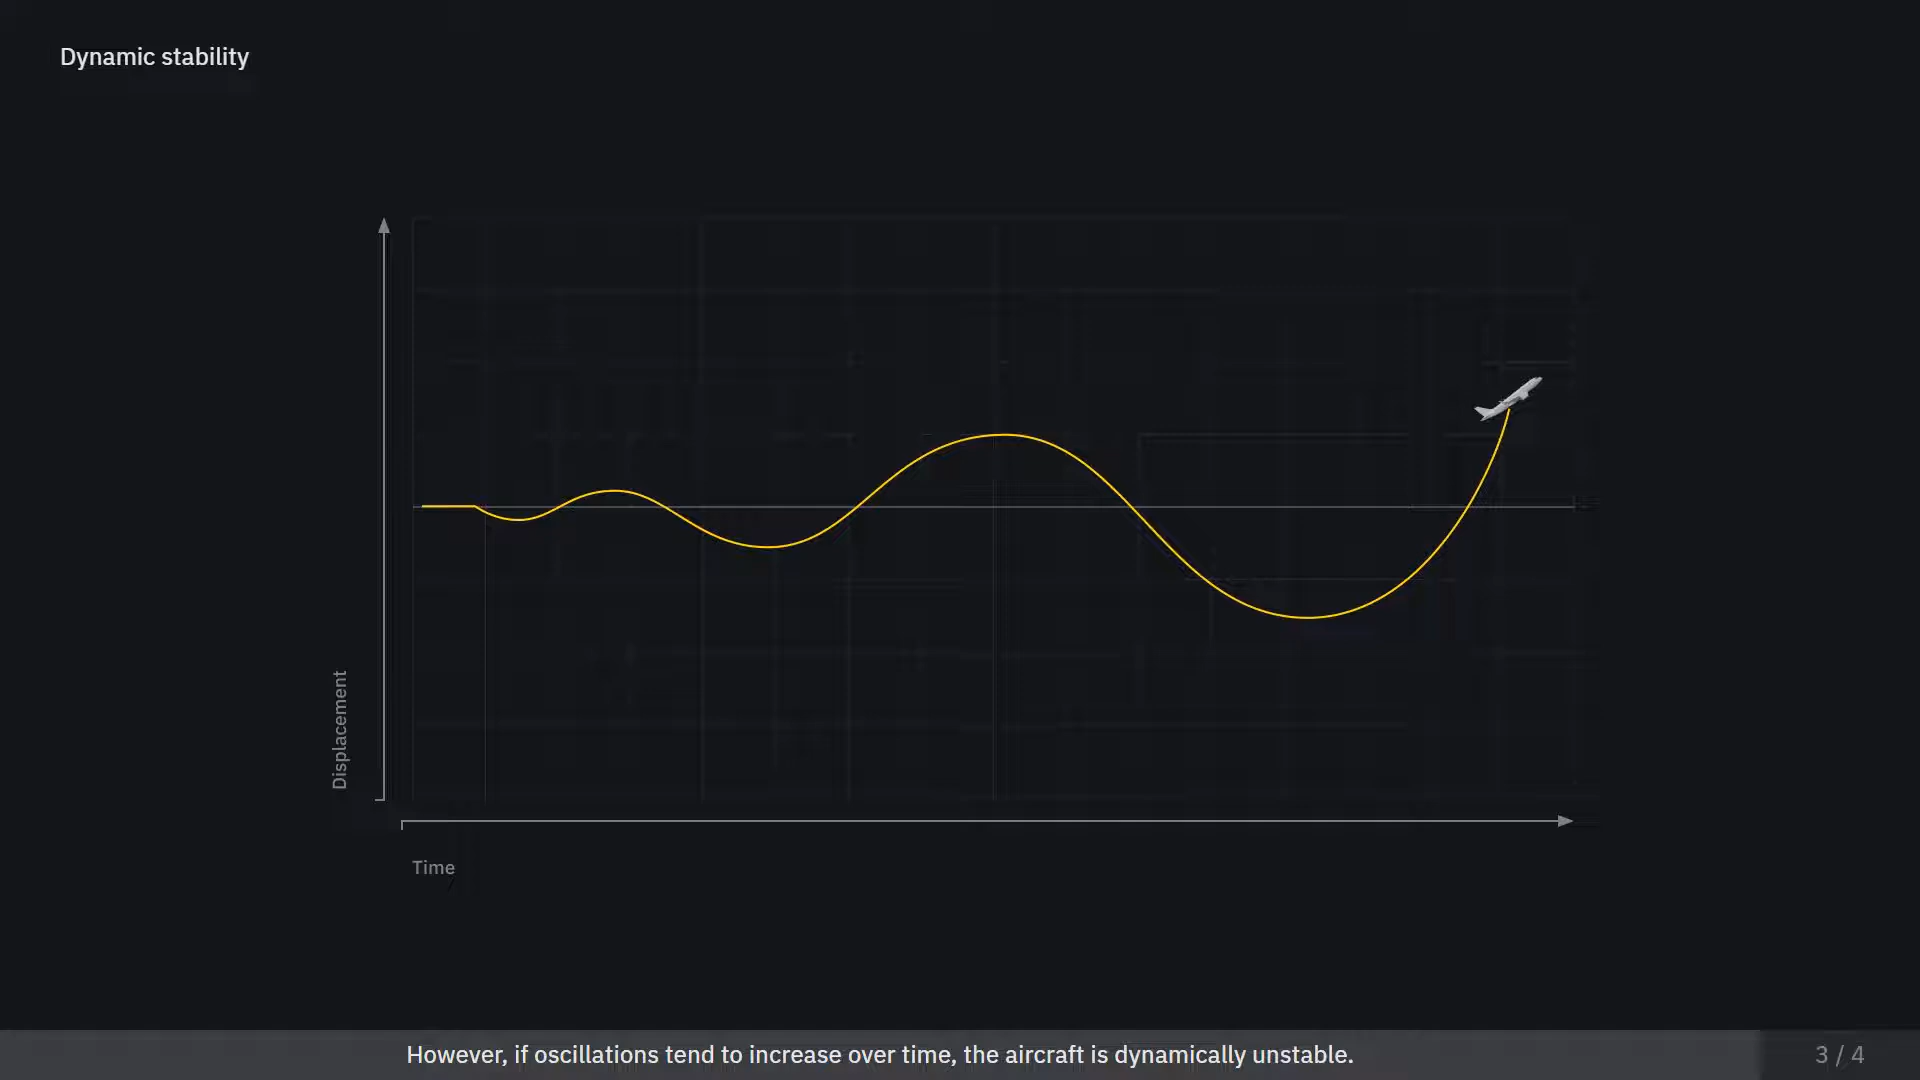 Dynamic stability
Displacement
Time
However, if oscillations tend to increase over time, the aircraft is dynamically unstable.
3 / 4